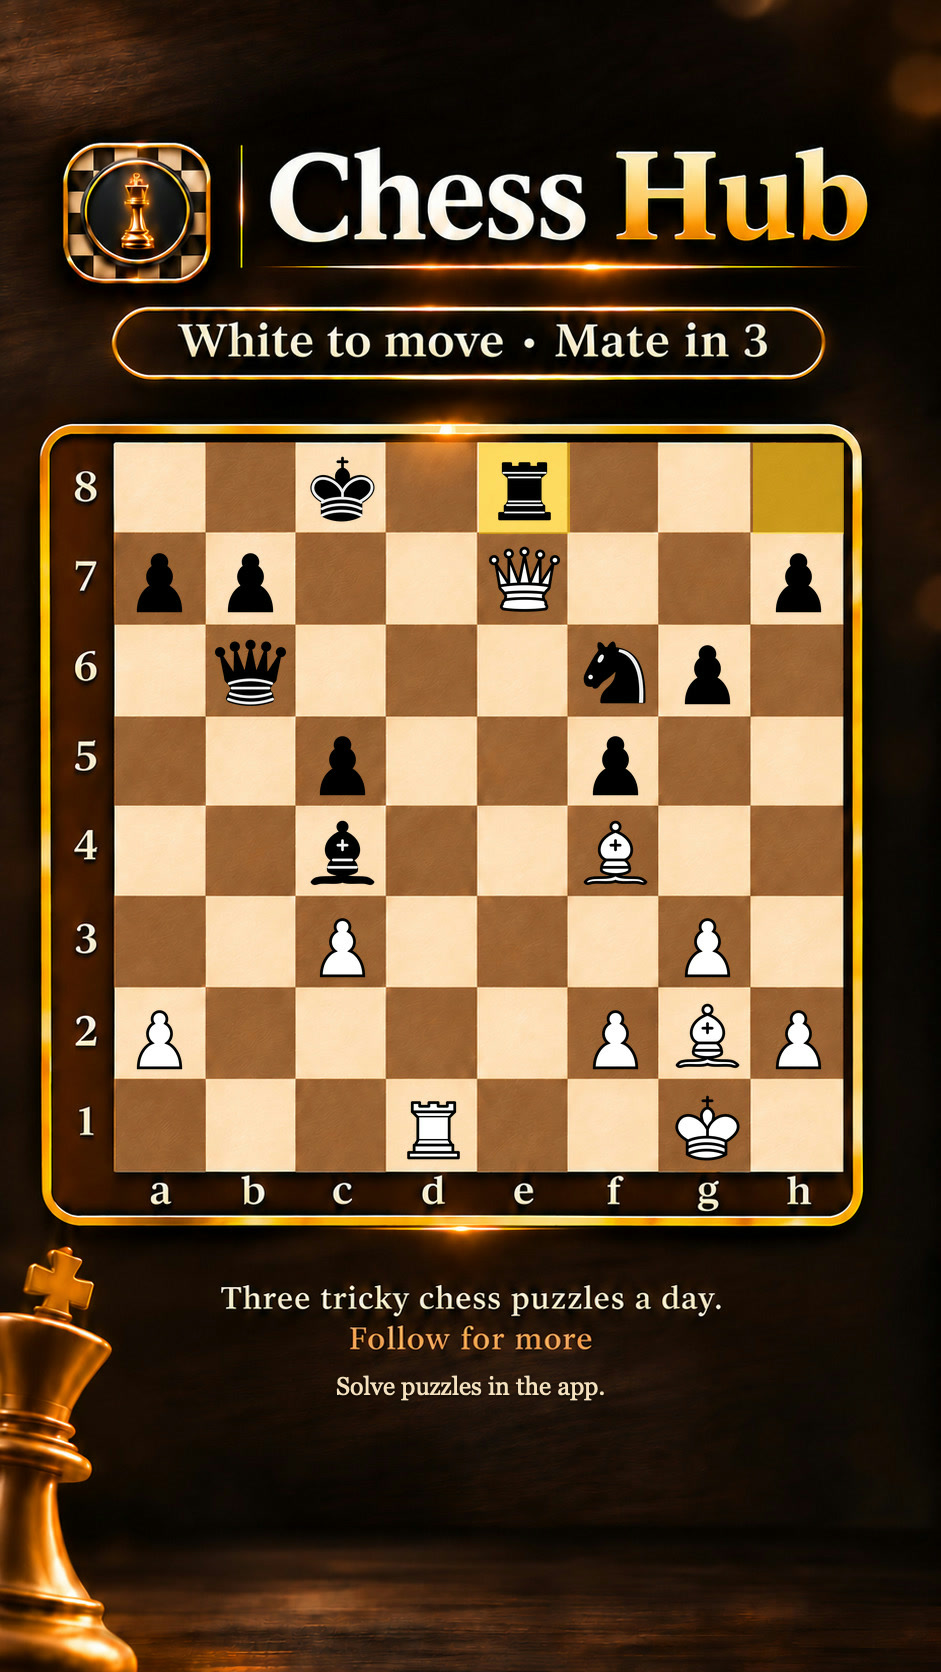 Chess Hub
White to move • Mate in 3
8
7
6
5
4
3
2
1
a b c d e f g h
Three tricky chess puzzles a day.
Follow for more
Solve puzzles in the app.